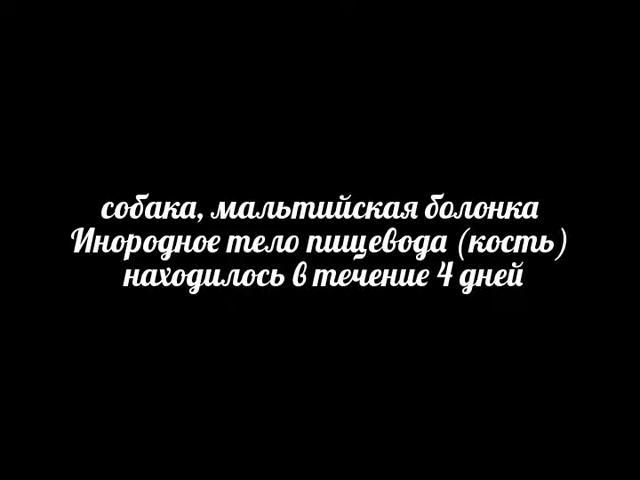 собака, мальтийская болонка
Инородное тело пищевода (кость)
находилось в течение 4 дней